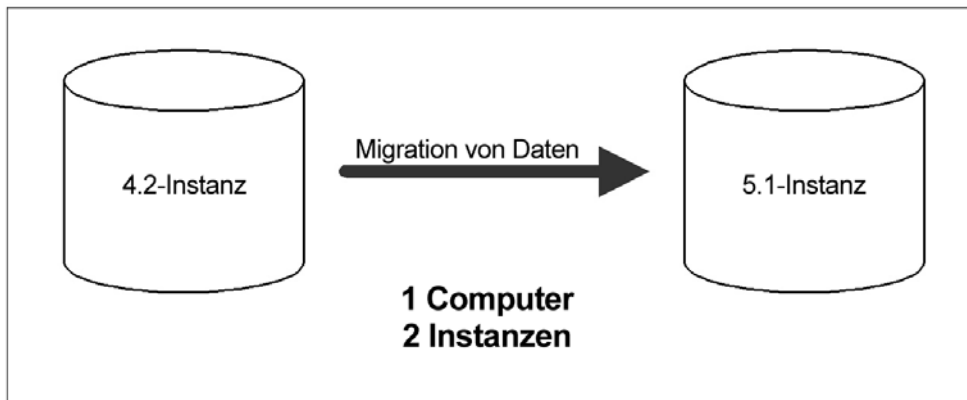 Migration von Daten
4.2-Instanz
5.1-Instanz
1 Computer
2 Instanzen